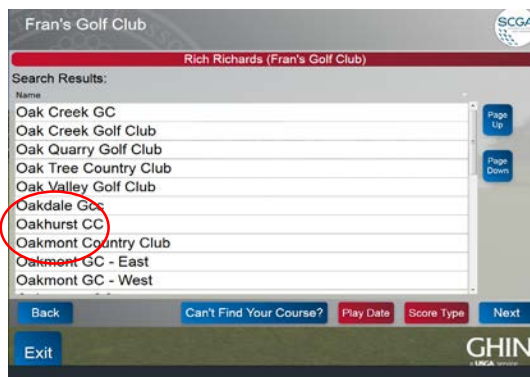 Fran's Golf Club
SCGA
Rich Richards (Fran's Golf Club)
Search Results:
Name
Oak Creek GC
Page Up
Oak Creek Golf Club
Oak Quarry Golf Club
Oak Tree Country Club
Page Down
Oak Valley Golf Club
Oakdale Gcc
Oakhurst CC
Oakmont Country Club
Oakmont GC - East
Oakmont GC - West
Back
Can't Find Your Course?
Play Date
Score Type
Next
Exit
GHIN
a USGA service